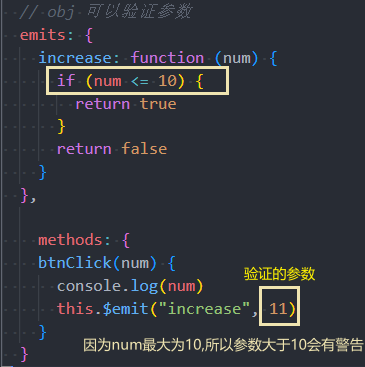 // obj 可以验证参数
emits: {
increase: function (num) {
if (num <= 10) {
return true
}
return false
}
},
methods: {
btnClick(num) {
console.log(num)
验证的参数
this.$emit("increase", 11)
}
因为num最大为10,所以参数大于10会有警告
}